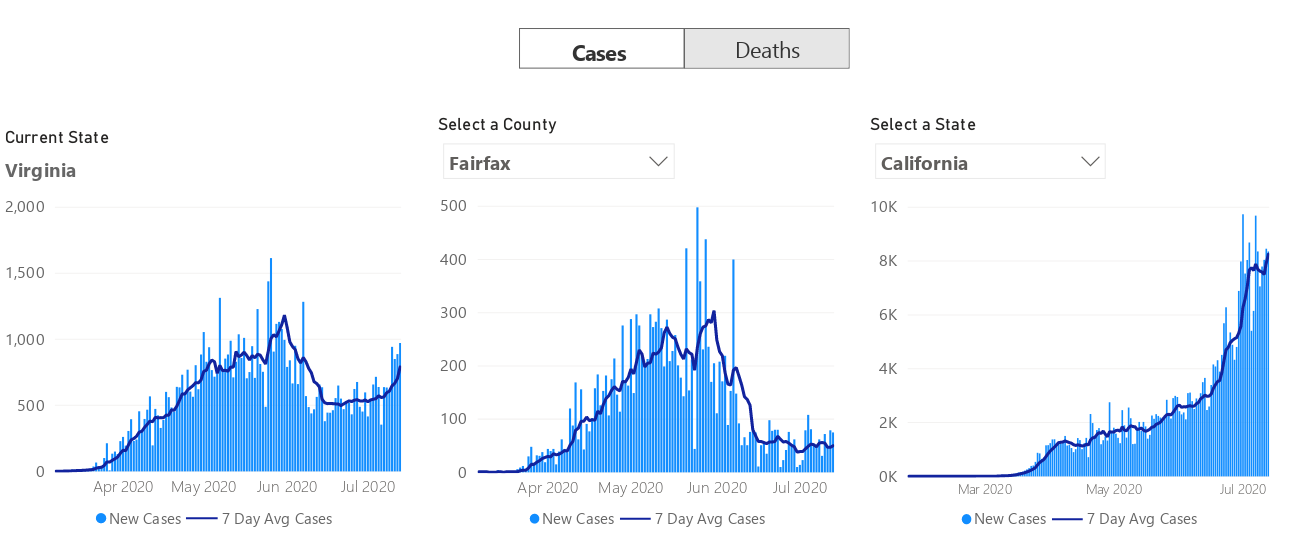 Cases
Deaths
Current State
Virginia
2,000
1,500
1,000
500
0
Apr 2020 May 2020 Jun 2020 Jul 2020
New Cases 7 Day Avg Cases
Select a County
Fairfax
500
400
300
200
100
0
Apr 2020 May 2020 Jun 2020 Jul 2020
New Cases 7 Day Avg Cases
Select a State
California
10K
8K
6K
4K
2K
0K
Mar 2020 May 2020 Jul 2020
New Cases 7 Day Avg Cases